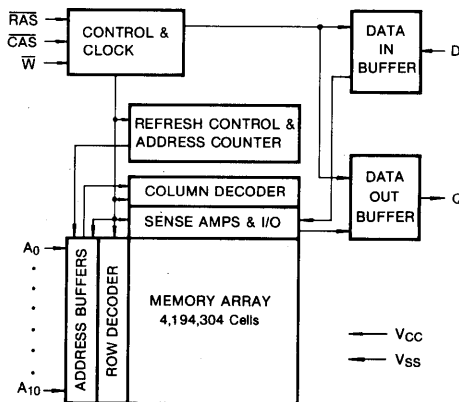 RAS
CAS
W
CONTROL &
CLOCK
DATA
IN
BUFFER
D
REFRESH CONTROL &
ADDRESS COUNTER
COLUMN DECODER
SENSE AMPS & I/O
DATA
OUT
BUFFER
A0
ADDRESS BUFFERS
ROW DECODER
MEMORY ARRAY
4,194,304 Cells
VCC
VSS
A10